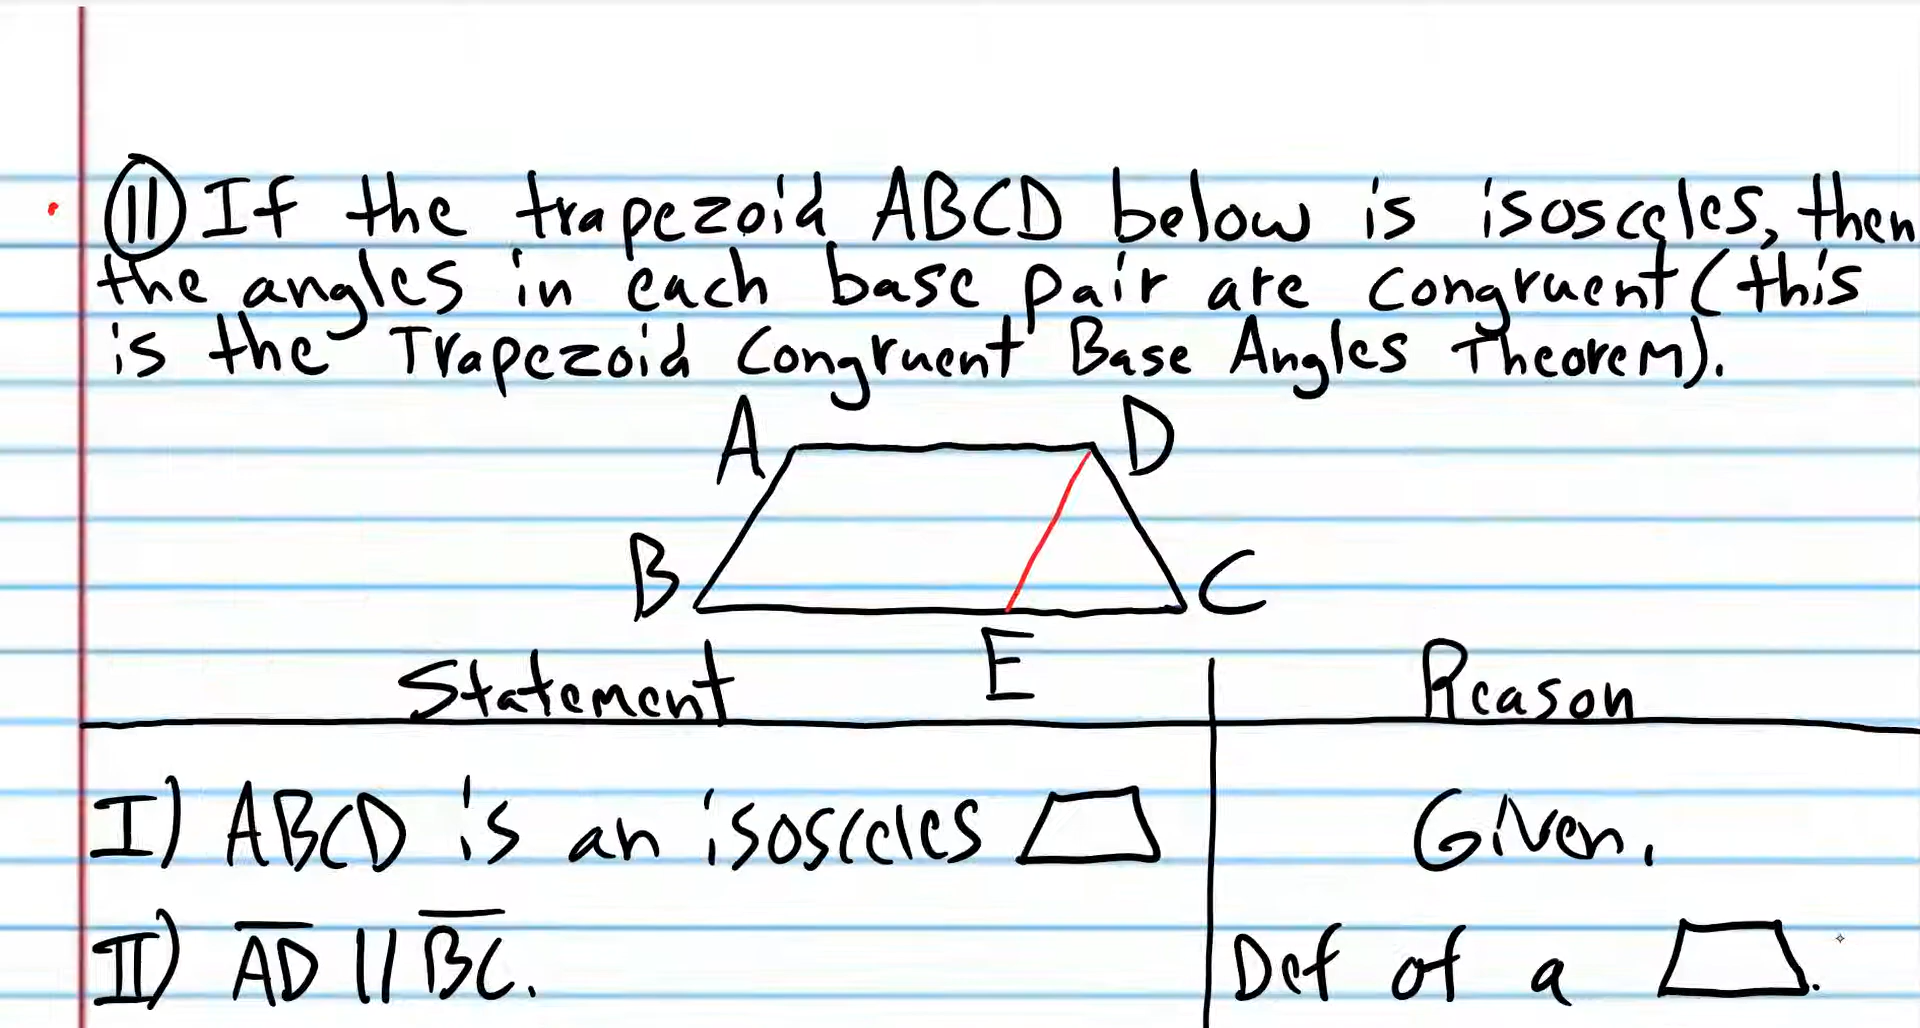 11 If the trapezoid ABCD below is isosceles, then
the angles in each base pair are congruent (this
is the Trapezoid Congruent Base Angles Theorem).
A D
B C
E
Statement Reason
I) ABCD is an isosceles Given.
II) AD || BC. Def of a